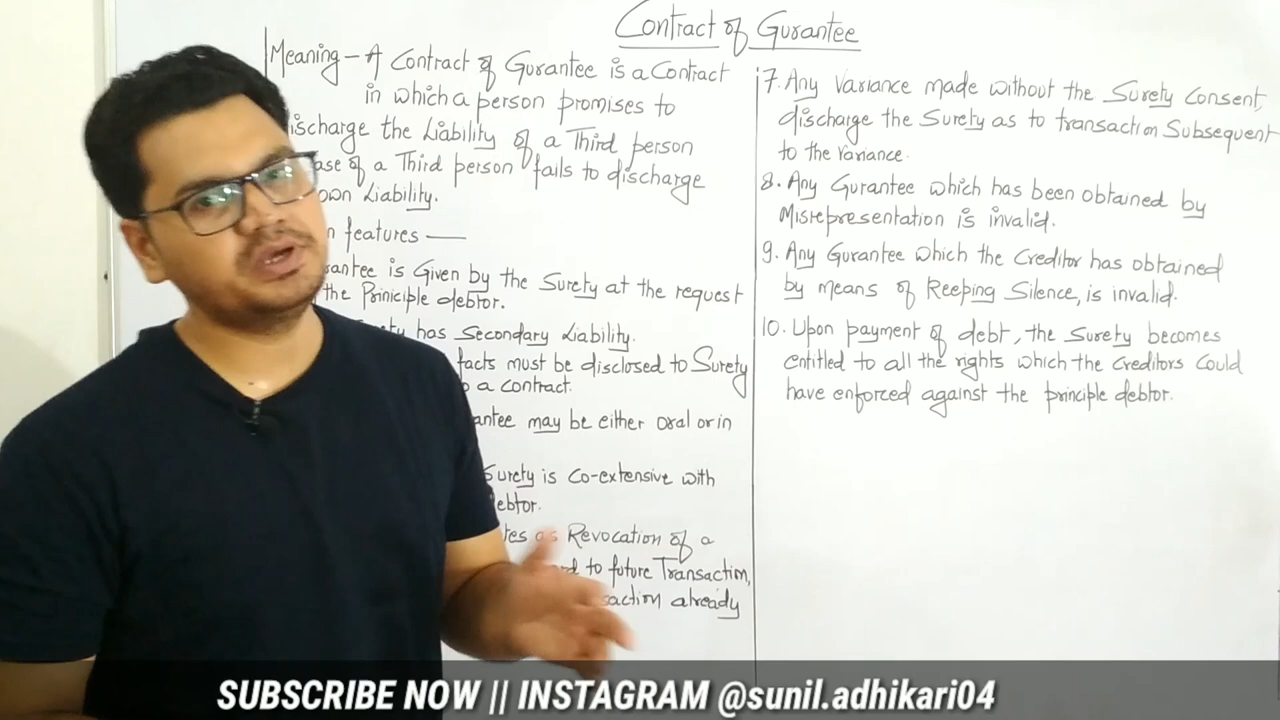 Contract of Gurantee
Meaning - A Contract of Gurantee is a Contract
in which a person promises to
discharge the Liability of a Third person
ase of a Third person fails to discharge
own Liability.
n features —
rantee is Given by the Surety at the request
the Priniciple debtor.
ty has Secondary Liability.
facts must be disclosed to Surety
o a contract.
antee may be either oral or in
Surety is Co-extensive with
ebtor.
tes as Revocation of a
rd to future Transaction,
saction already
7. Any Variance made without the Surety Consent,
discharge the Surety as to transaction Subsequent
to the variance.
8. Any Gurantee which has been obtained by
Misrepresentation is invalid.
9. Any Gurantee which the Creditor has obtained
by means of Keeping Silence, is invalid.
10. Upon payment of debt, the Surety becomes
entitled to all the rights which the Creditors Could
have enforced against the principle debtor.
SUBSCRIBE NOW || INSTAGRAM @sunil.adhikari04